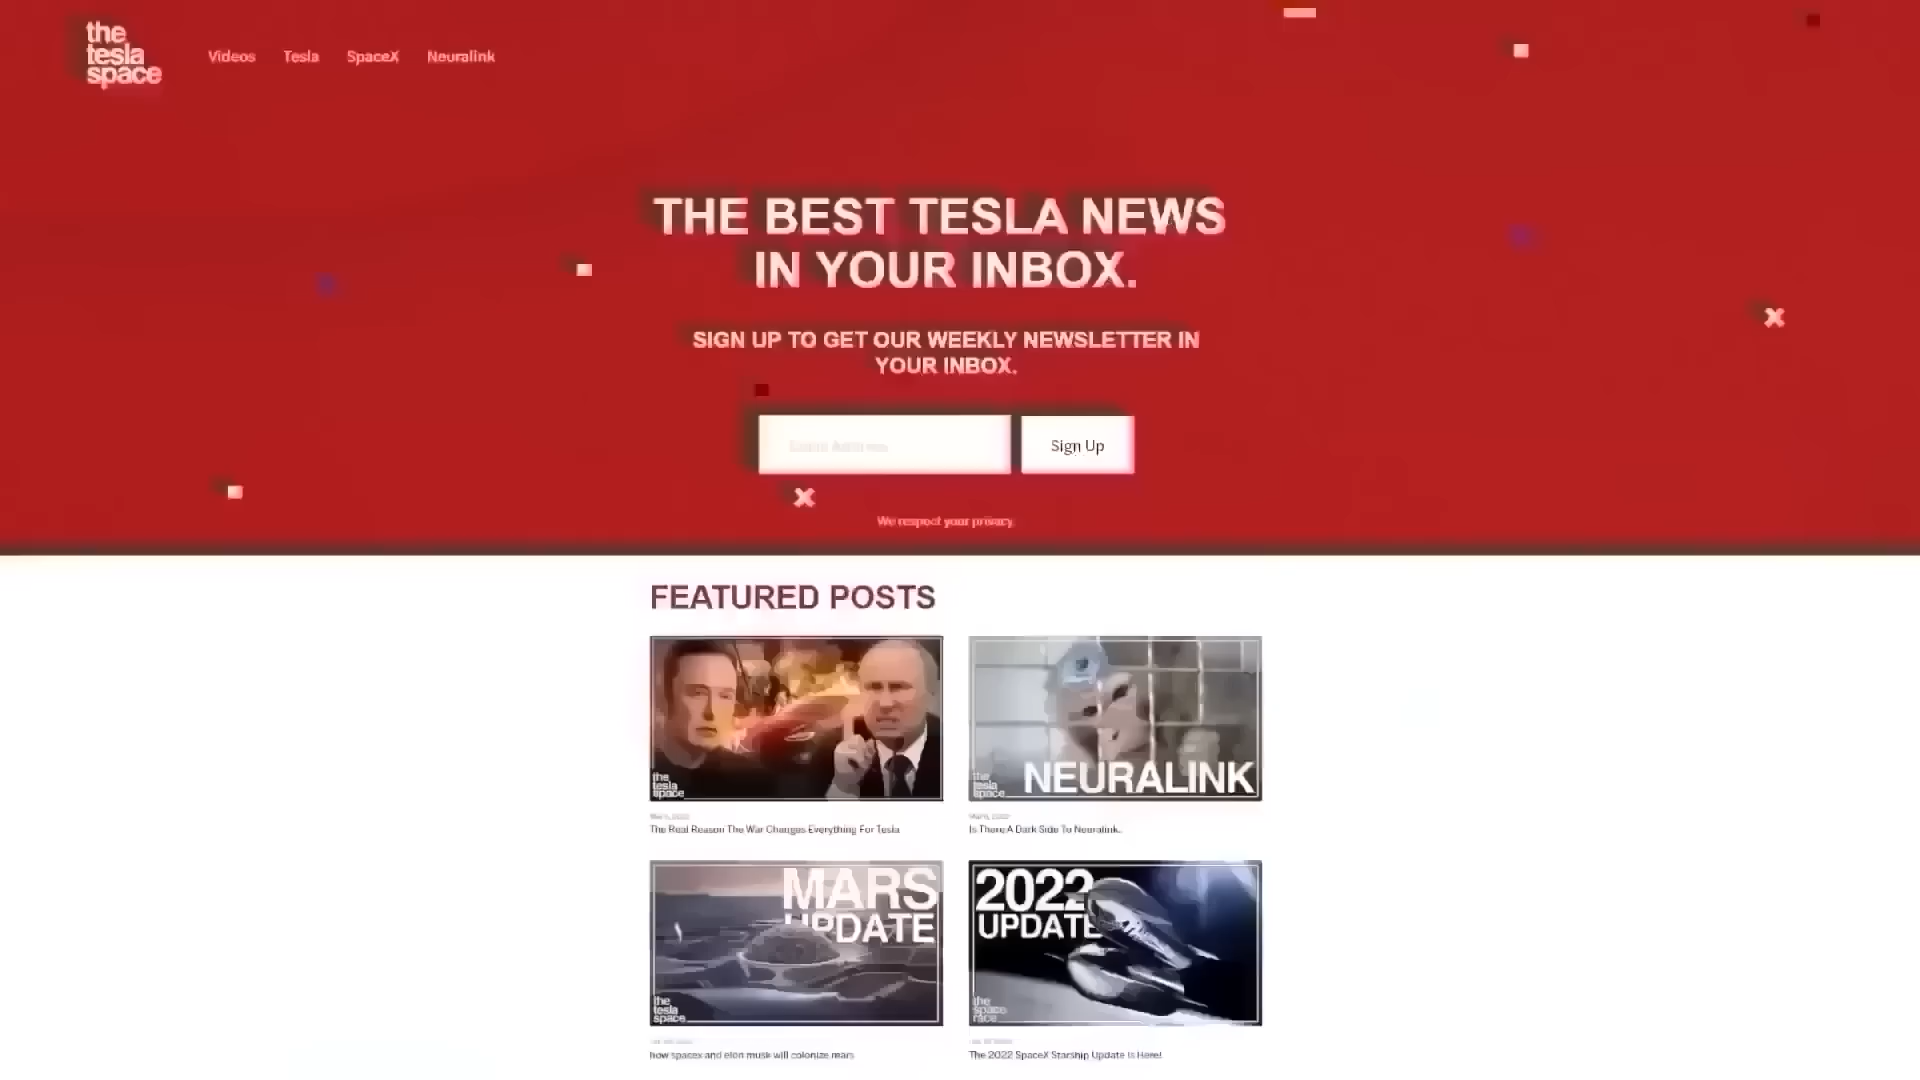 the
tesla
space
Videos Tesla SpaceX Neuralink
THE BEST TESLA NEWS
IN YOUR INBOX.
SIGN UP TO GET OUR WEEKLY NEWSLETTER IN
YOUR INBOX.
Email Address
Sign Up
We respect your privacy.
FEATURED POSTS
the
tesla
space
the
tesla
space
NEURALINK
The Real Reason The War Changes Everything For Tesla
Is There A Dark Side To Neuralink.
MARS
UPDATE
the
tesla
space
2022
UPDATE
the
space
race
how spacex and elon musk will colonize mars
The 2022 SpaceX Starship Update Is Here!